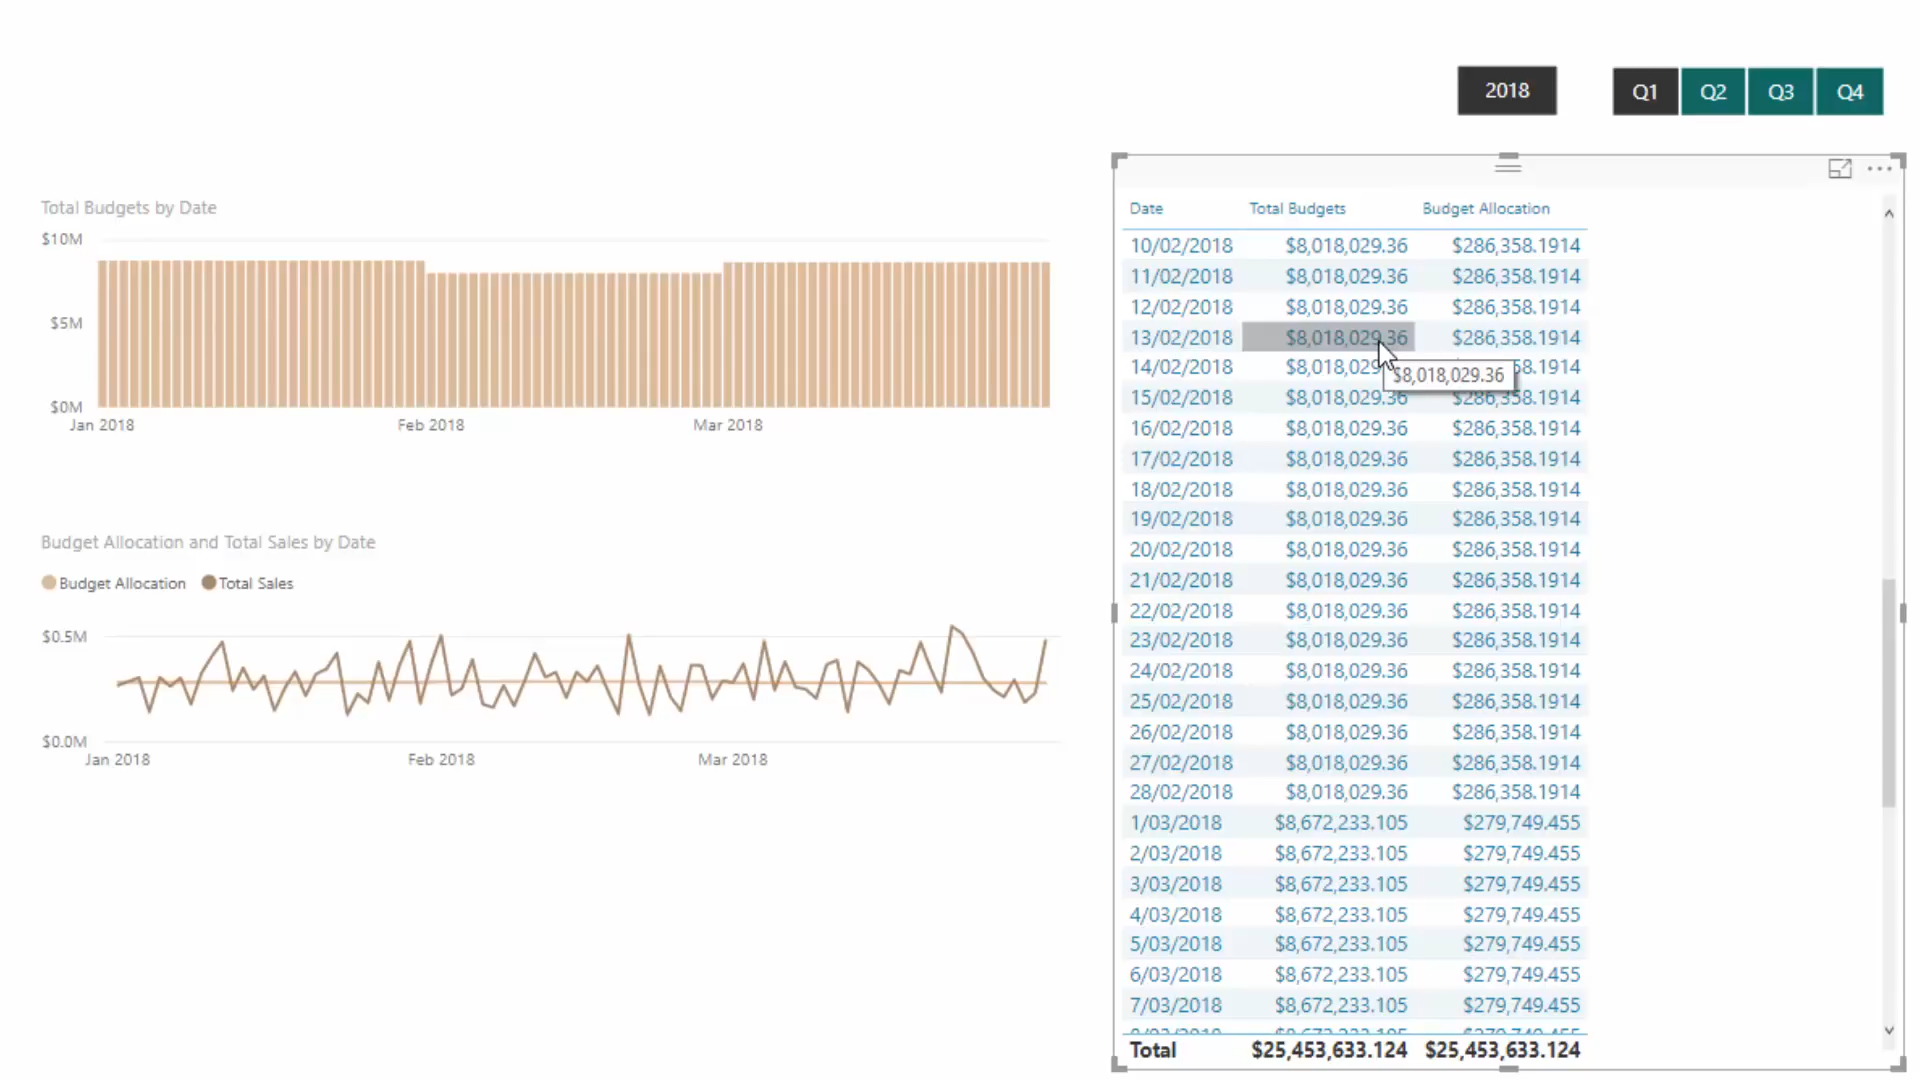 2018
Q1 Q2 Q3 Q4
Total Budgets by Date
$10M
$5M
$0M
Jan 2018 Feb 2018 Mar 2018
Budget Allocation and Total Sales by Date
Budget Allocation Total Sales
$0.5M
$0.0M
Jan 2018 Feb 2018 Mar 2018
Date Total Budgets Budget Allocation
10/02/2018 $8,018,029.36 $286,358.1914
11/02/2018 $8,018,029.36 $286,358.1914
12/02/2018 $8,018,029.36 $286,358.1914
13/02/2018 $8,018,029.36 $286,358.1914
14/02/2018 $8,018,029 58.1914
$8,018,029.36
15/02/2018 $8,018,029.36 $286,358.1914
16/02/2018 $8,018,029.36 $286,358.1914
17/02/2018 $8,018,029.36 $286,358.1914
18/02/2018 $8,018,029.36 $286,358.1914
19/02/2018 $8,018,029.36 $286,358.1914
20/02/2018 $8,018,029.36 $286,358.1914
21/02/2018 $8,018,029.36 $286,358.1914
22/02/2018 $8,018,029.36 $286,358.1914
23/02/2018 $8,018,029.36 $286,358.1914
24/02/2018 $8,018,029.36 $286,358.1914
25/02/2018 $8,018,029.36 $286,358.1914
26/02/2018 $8,018,029.36 $286,358.1914
27/02/2018 $8,018,029.36 $286,358.1914
28/02/2018 $8,018,029.36 $286,358.1914
1/03/2018 $8,672,233.105 $279,749.455
2/03/2018 $8,672,233.105 $279,749.455
3/03/2018 $8,672,233.105 $279,749.455
4/03/2018 $8,672,233.105 $279,749.455
5/03/2018 $8,672,233.105 $279,749.455
6/03/2018 $8,672,233.105 $279,749.455
7/03/2018 $8,672,233.105 $279,749.455
Total $25,453,633.124 $25,453,633.124